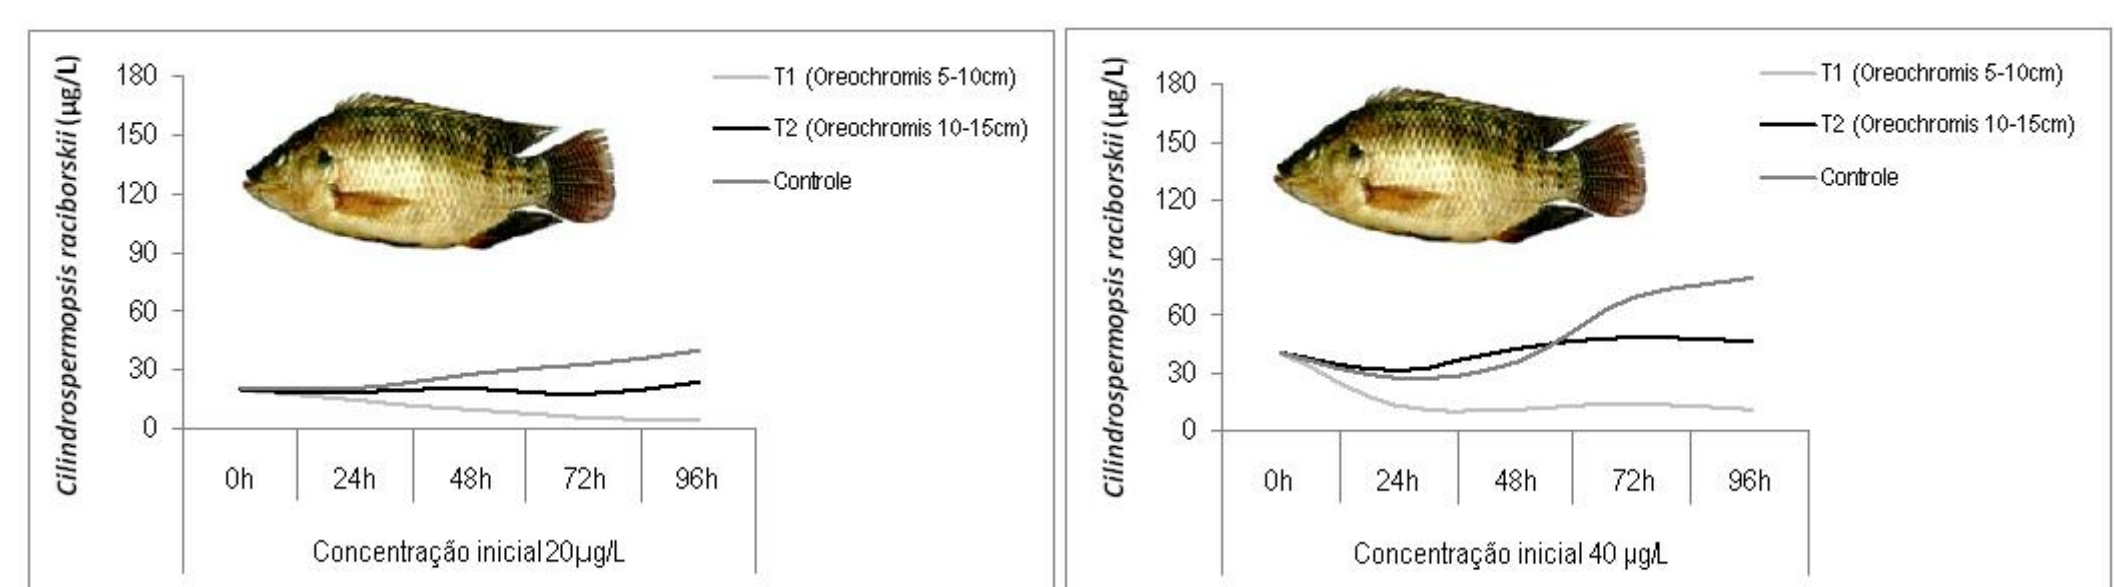 Cilindrospermopsis raciborskii (µg/L)
180
150
120
90
60
30
0
0h 24h 48h 72h 96h
Concentração inicial 20µg/L
T1 (Oreochromis 5-10cm)
T2 (Oreochromis 10-15cm)
Controle
Cilindrospermopsis raciborskii (µg/L)
180
150
120
90
60
30
0
0h 24h 48h 72h 96h
Concentração inicial 40 µg/L
T1 (Oreochromis 5-10cm)
T2 (Oreochromis 10-15cm)
Controle